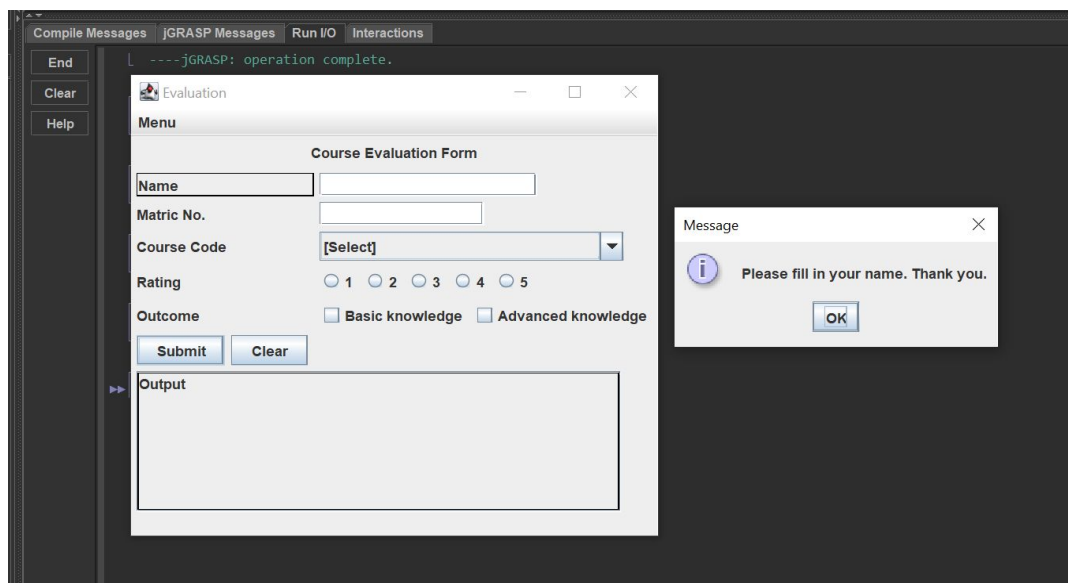 Compile Messages jGRASP Messages Run I/O Interactions
End
Clear
Help
----jGRASP: operation complete.
Evaluation
Menu
Course Evaluation Form
Name
Matric No.
Course Code [Select]
Rating 1 2 3 4 5
Outcome Basic knowledge Advanced knowledge
Submit Clear
Output
Message
Please fill in your name. Thank you.
OK